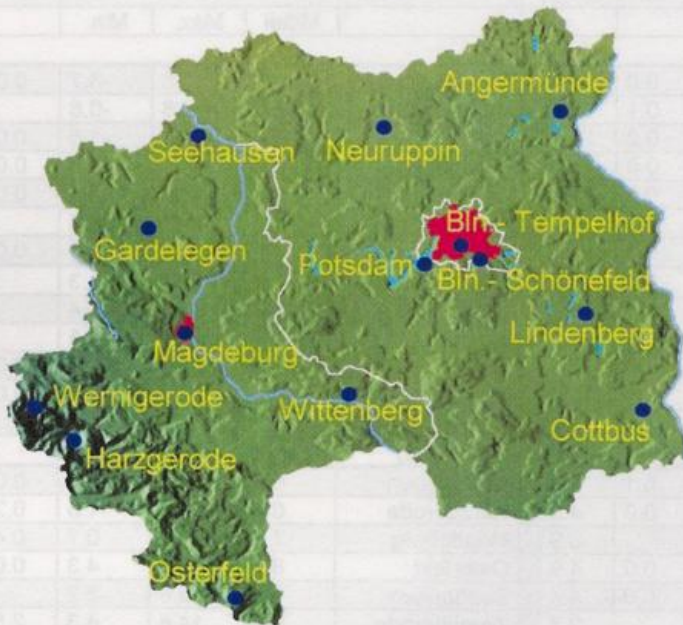 Angermünde
Seehausen
Neuruppin
Bln.- Tempelhof
Gardelegen
Potsdam
Bln.- Schönefeld
Lindenberg
Magdeburg
Wernigerode
Wittenberg
Cottbus
Harzgerode
Osterfeld